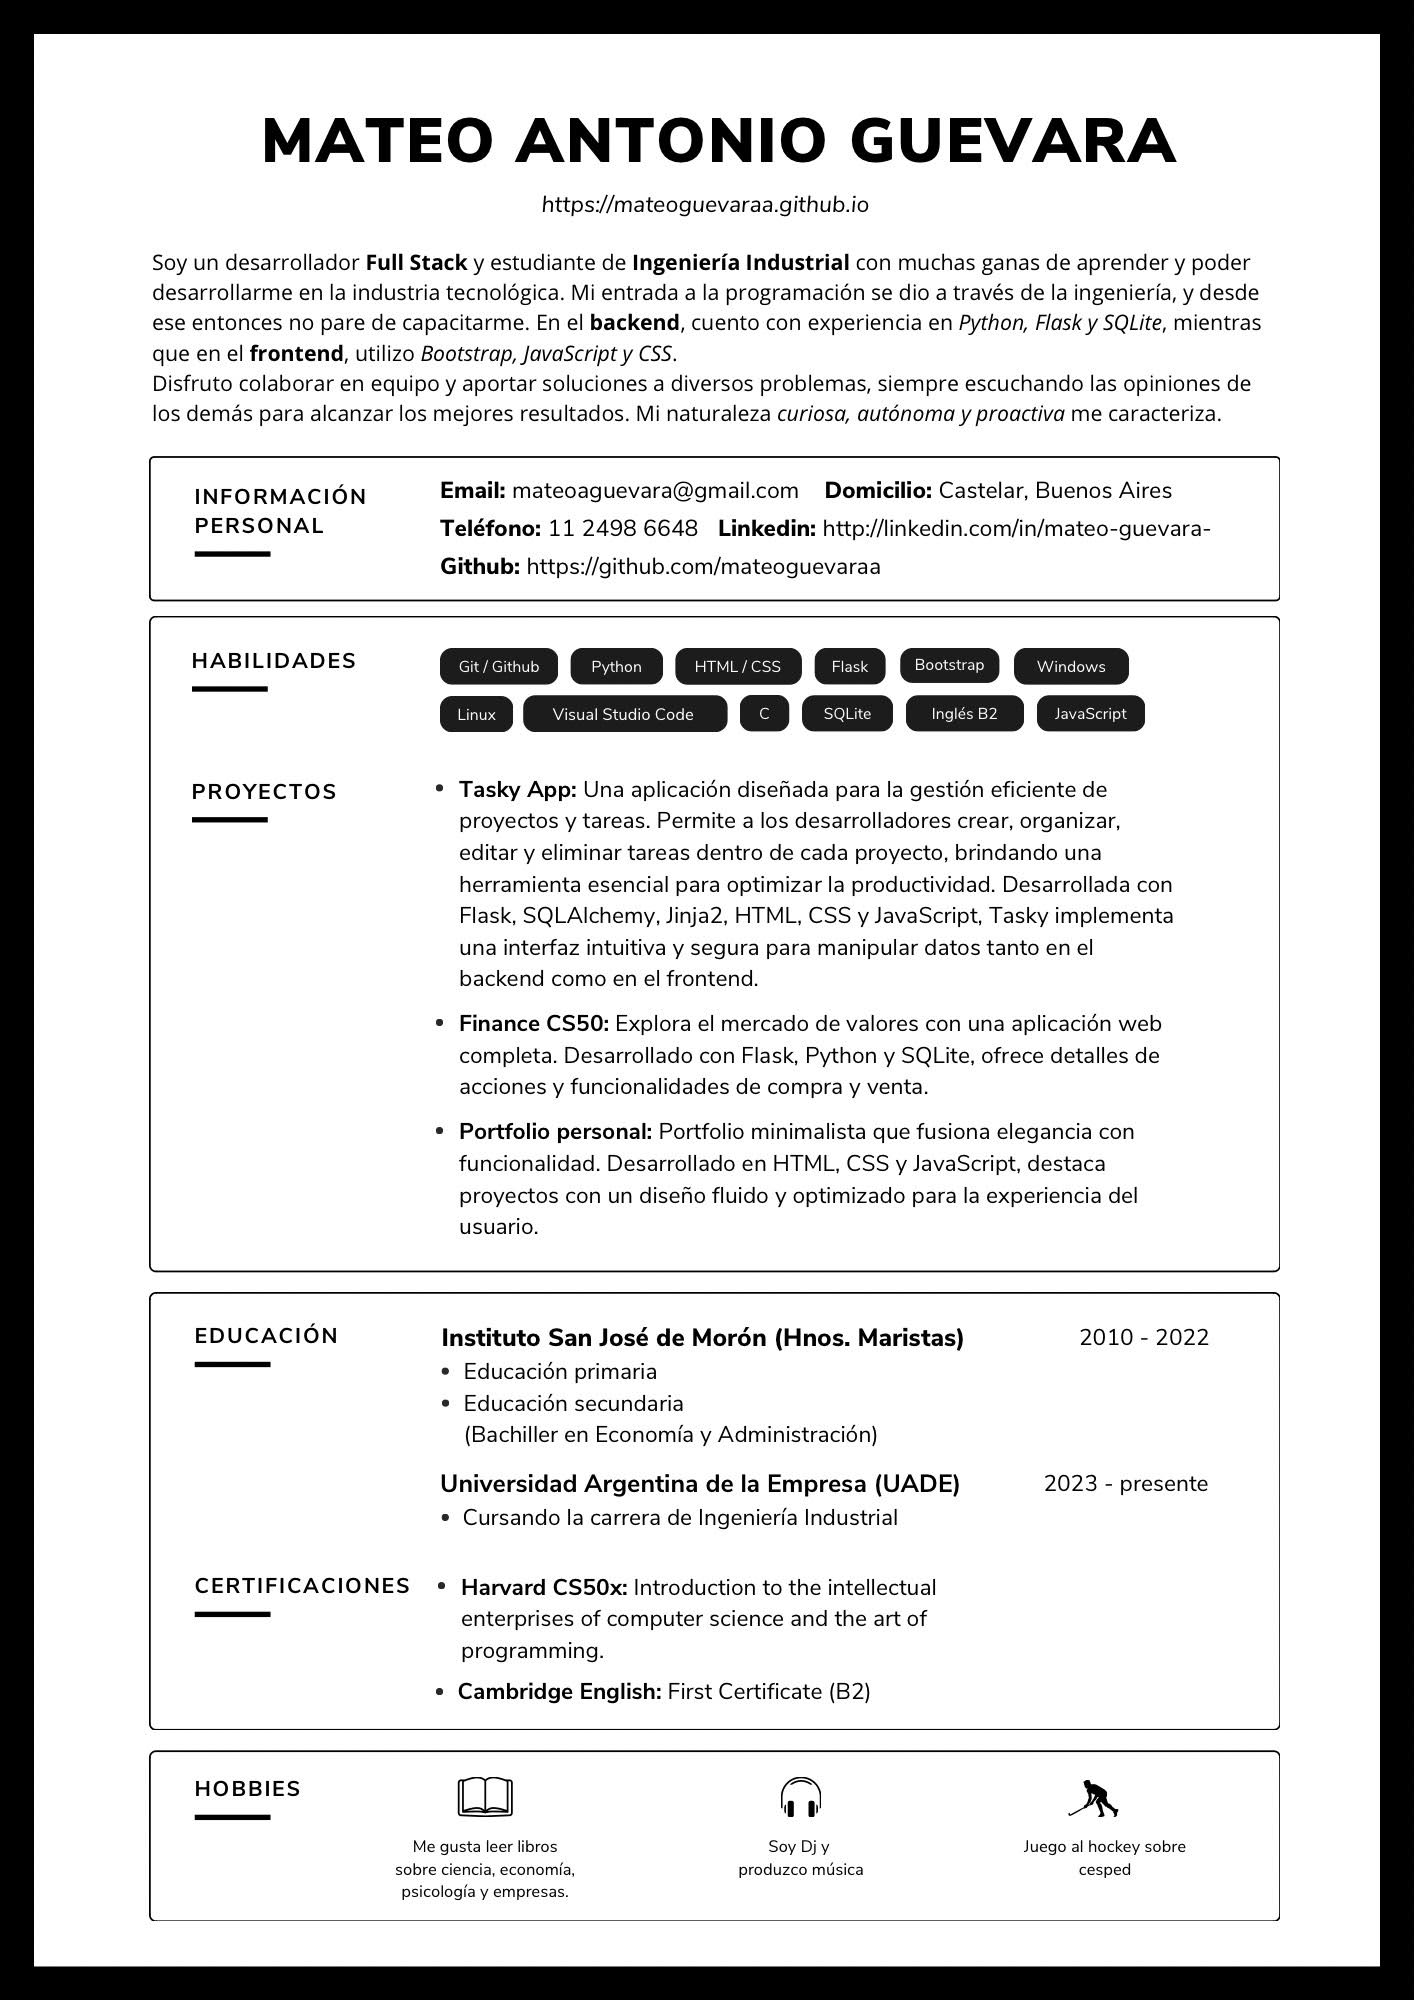 MATEO ANTONIO GUEVARA
https://mateoguevaraa.github.io
Soy un desarrollador Full Stack y estudiante de Ingeniería Industrial con muchas ganas de aprender y poder
desarrollarme en la industria tecnológica. Mi entrada a la programación se dio a través de la ingeniería, y desde
ese entonces no pare de capacitarme. En el backend, cuento con experiencia en Python, Flask y SQLite, mientras
que en el frontend, utilizo Bootstrap, JavaScript y CSS.
Disfruto colaborar en equipo y aportar soluciones a diversos problemas, siempre escuchando las opiniones de
los demás para alcanzar los mejores resultados. Mi naturaleza curiosa, autónoma y proactiva me caracteriza.
INFORMACIÓN
PERSONAL
Email: mateoaguevara@gmail.com Domicilio: Castelar, Buenos Aires
Teléfono: 11 2498 6648 Linkedin: http://linkedin.com/in/mateo-guevara-
Github: https://github.com/mateoguevaraa
HABILIDADES
Git / Github Python HTML / CSS Flask Bootstrap Windows
Linux Visual Studio Code C SQLite Inglés B2 JavaScript
PROYECTOS
• Tasky App: Una aplicación diseñada para la gestión eficiente de
proyectos y tareas. Permite a los desarrolladores crear, organizar,
editar y eliminar tareas dentro de cada proyecto, brindando una
herramienta esencial para optimizar la productividad. Desarrollada con
Flask, SQLAlchemy, Jinja2, HTML, CSS y JavaScript, Tasky implementa
una interfaz intuitiva y segura para manipular datos tanto en el
backend como en el frontend.
• Finance CS50: Explora el mercado de valores con una aplicación web
completa. Desarrollado con Flask, Python y SQLite, ofrece detalles de
acciones y funcionalidades de compra y venta.
• Portfolio personal: Portfolio minimalista que fusiona elegancia con
funcionalidad. Desarrollado en HTML, CSS y JavaScript, destaca
proyectos con un diseño fluido y optimizado para la experiencia del
usuario.
EDUCACIÓN
Instituto San José de Morón (Hnos. Maristas) 2010 - 2022
• Educación primaria
• Educación secundaria
(Bachiller en Economía y Administración)
Universidad Argentina de la Empresa (UADE) 2023 - presente
• Cursando la carrera de Ingeniería Industrial
CERTIFICACIONES
• Harvard CS50x: Introduction to the intellectual
enterprises of computer science and the art of
programming.
• Cambridge English: First Certificate (B2)
HOBBIES
Me gusta leer libros
sobre ciencia, economía,
psicología y empresas.
Soy Dj y
produzco música
Juego al hockey sobre
cesped